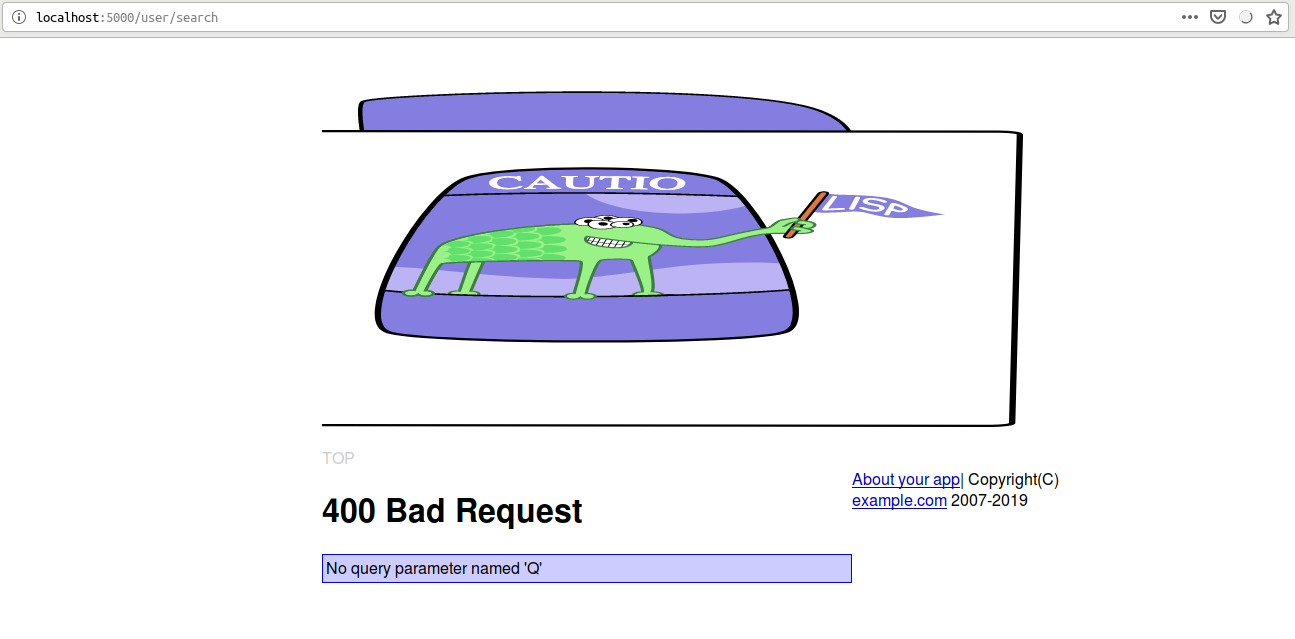 localhost:5000/user/search
CAUTIO
LISP
TOP
About your app| Copyright(C)
example.com 2007-2019
400 Bad Request
No query parameter named 'Q'